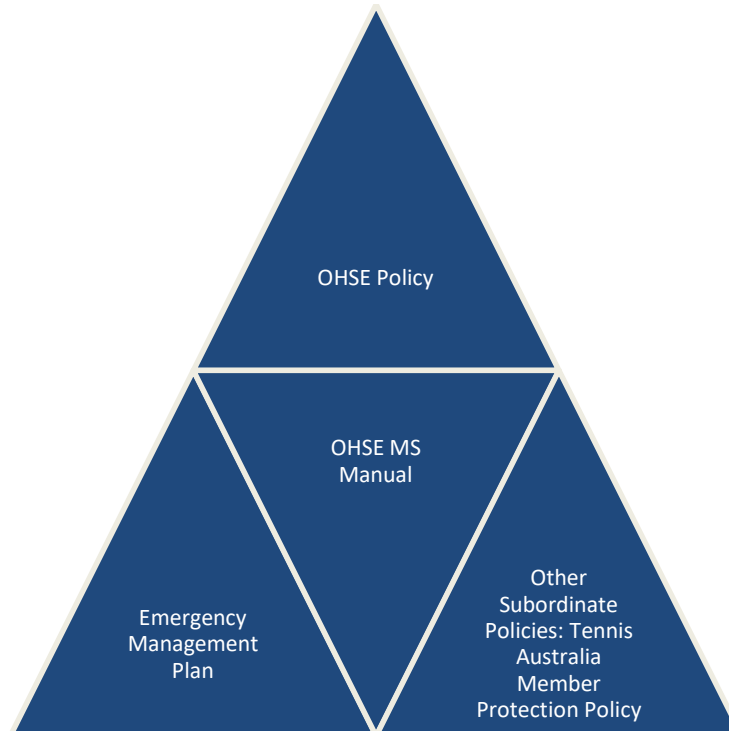 OHSE Policy
OHSE MS
Manual
Emergency
Management
Plan
Other
Subordinate
Policies: Tennis
Australia
Member
Protection Policy